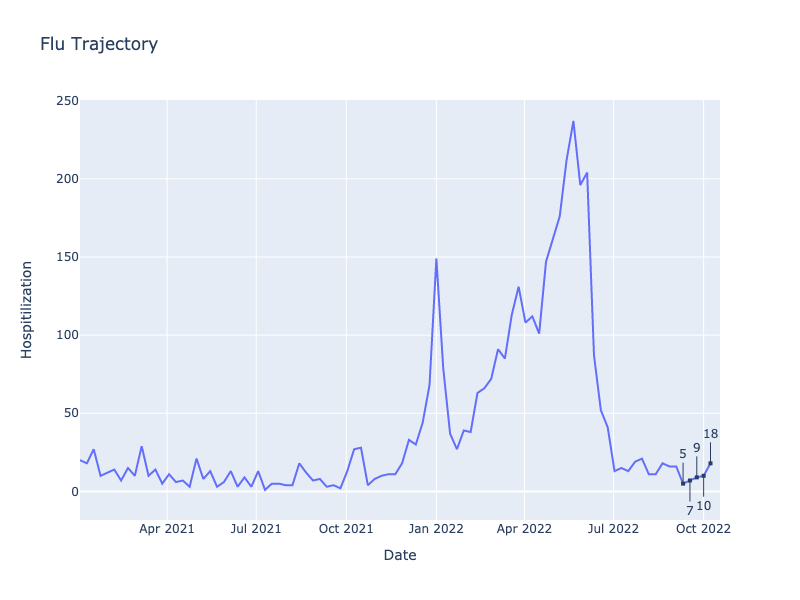 Flu Trajectory
250
200
150
100
50
0
Hospitilization
5
7
9
10
18
Apr 2021
Jul 2021
Oct 2021
Jan 2022
Apr 2022
Jul 2022
Oct 2022
Date